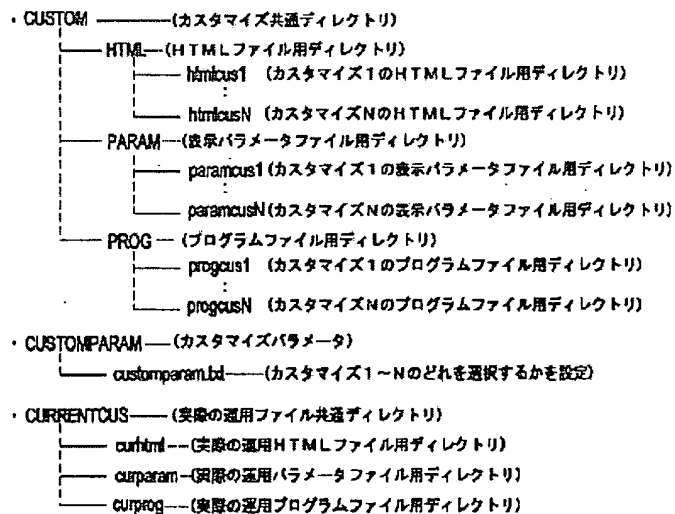 ・CUSTOM ―――(カスタマイズ共通ディレクトリ)
HTML―(HTMLファイル用ディレクトリ)
htmlcus1 (カスタマイズ1のHTMLファイル用ディレクトリ)
:
htmlcusN (カスタマイズNのHTMLファイル用ディレクトリ)
PARAM―(表示パラメータファイル用ディレクトリ)
paramcus1(カスタマイズ1の表示パラメータファイル用ディレクトリ)
:
paramcusN(カスタマイズNの表示パラメータファイル用ディレクトリ)
PROG ― (プログラムファイル用ディレクトリ)
progcus1 (カスタマイズ1のプログラムファイル用ディレクトリ)
:
progcusN (カスタマイズNのプログラムファイル用ディレクトリ)
・CUSTOMPARAM ―(カスタマイズパラメータ)
customparam.txt ――(カスタマイズ1~Nのどれを選択するかを設定)
・CURRENTCUS―― (実際の運用ファイル共通ディレクトリ)
curhtml --(実際の運用HTMLファイル用ディレクトリ)
curparam -(実際の運用パラメータファイル用ディレクトリ)
curprog---(実際の運用プログラムファイル用ディレクトリ)